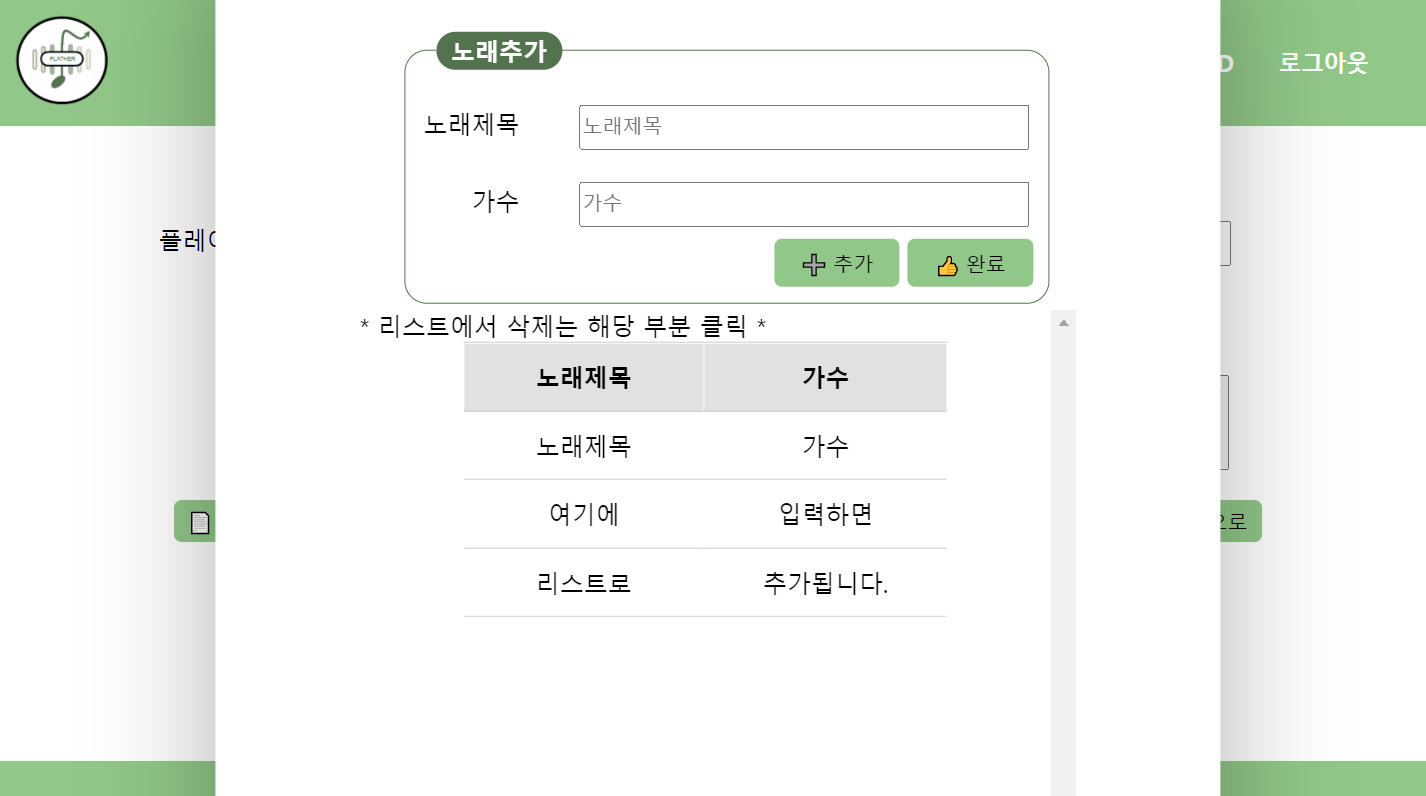 FLATHER
D 로그아웃
노래추가
노래제목 노래제목
플레이
가수 가수
➕ 추가 👍 완료
* 리스트에서 삭제는 해당 부분 클릭 *
노래제목 가수
노래제목 가수
여기에 입력하면
으로
리스트로 추가됩니다.